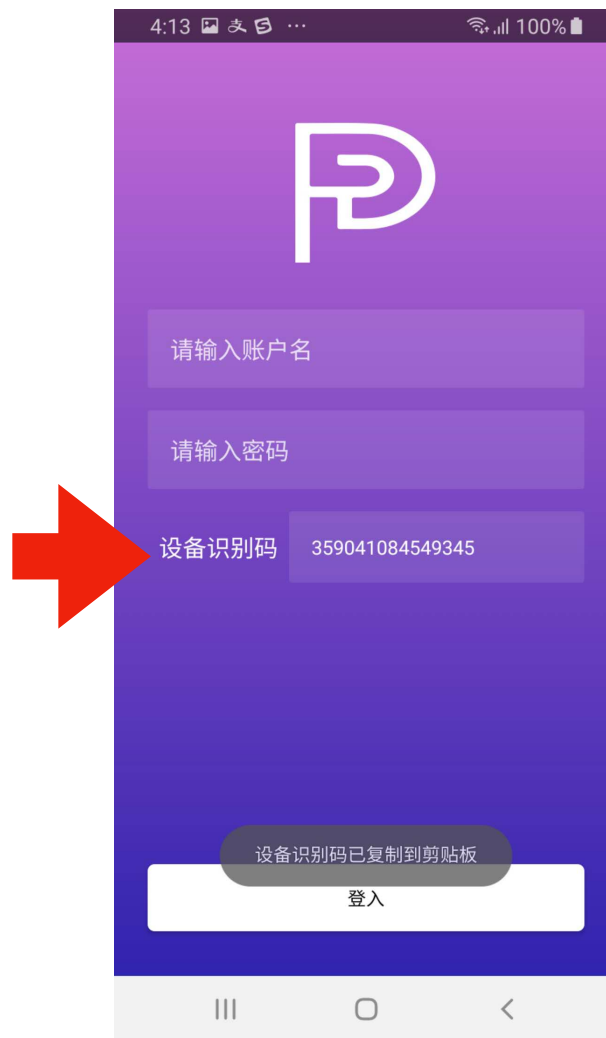 4:13 支 ··· 100%
请输入账户名
请输入密码
设备识别码 359041084549345
设备识别码已复制到剪贴板
登入